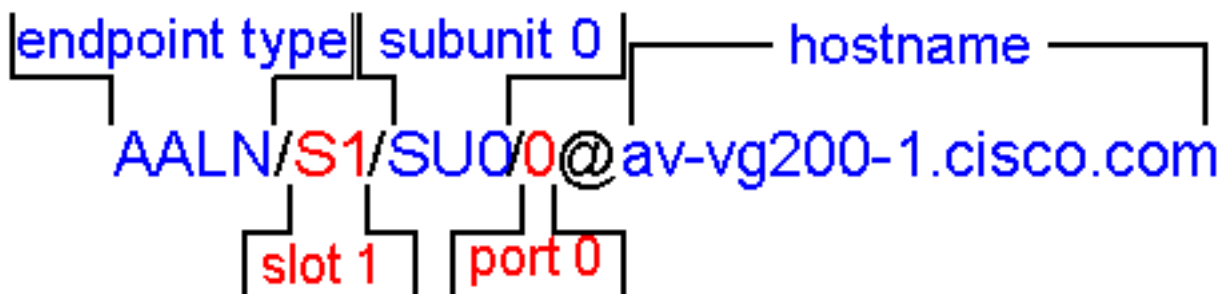 endpoint type subunit 0 hostname
AALN/S1/SU0/0@av-vg200-1.cisco.com
slot 1 port 0